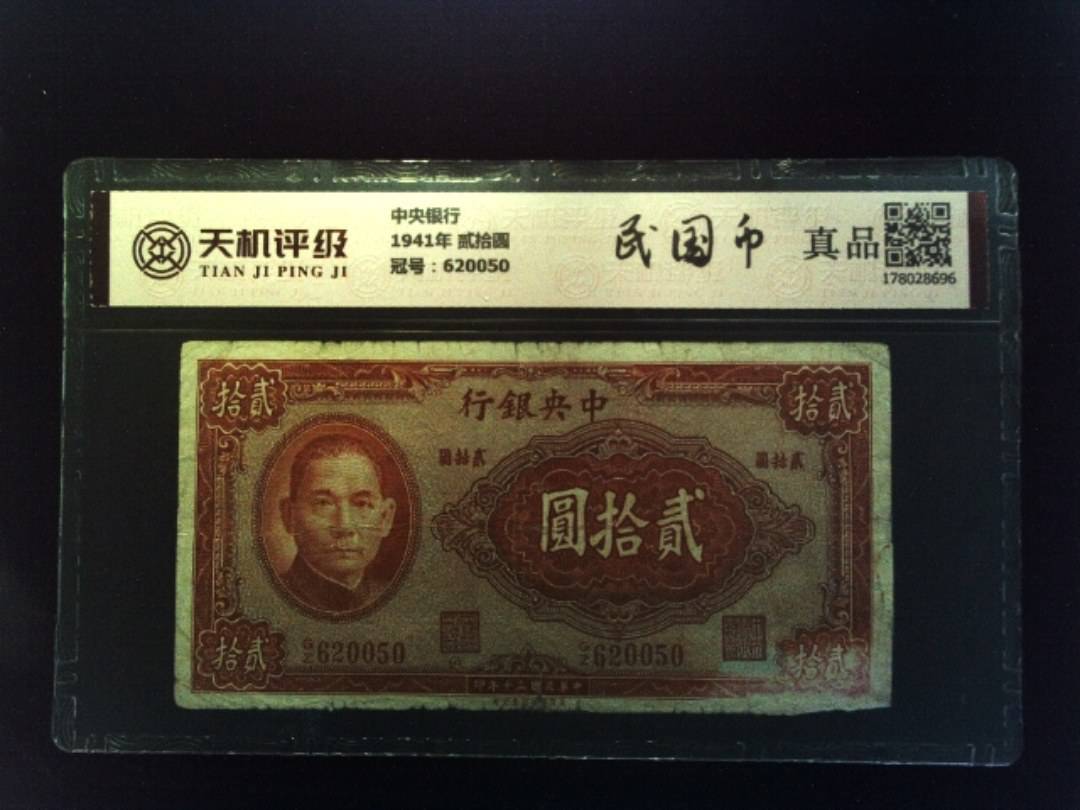 天机评级
TIAN JI PING JI
中央银行
1941年 贰拾圆
冠号：620050
民国币
真品
178028696
拾贰
行銀央中
拾贰
圓拾貳
圓拾貳
圓拾貳
620050
620050
拾贰
拾贰